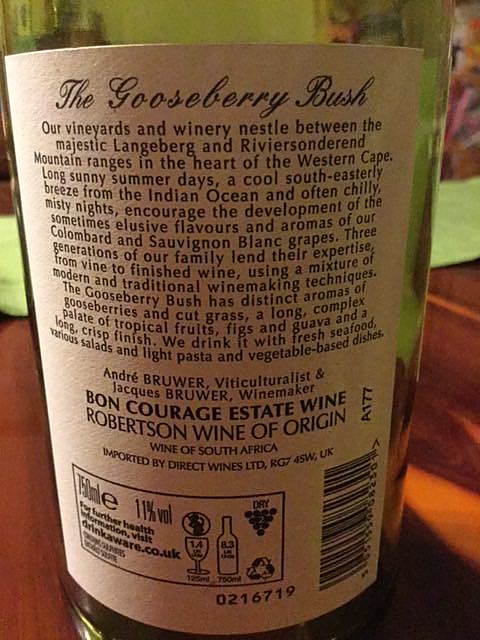 The Gooseberry Bush
Our vineyards and winery nestle between the
majestic Langeberg and Riviersonderend
Mountain ranges in the heart of the Western Cape.
Long sunny summer days, a cool south-easterly
breeze from the Indian Ocean and often chilly,
misty nights, encourage the development of the
sometimes elusive flavours and aromas of our
Colombard and Sauvignon Blanc grapes. Three
generations of our family lend their expertise,
from vine to finished wine, using a mixture of
modern and traditional winemaking techniques.
The Gooseberry Bush has distinct aromas of
gooseberries and cut grass, a long, complex
palate of tropical fruits, figs and guava and a
long, crisp finish. We drink it with fresh seafood,
various salads and light pasta and vegetable-based dishes.
André BRUWER, Viticulturalist &
Jacques BRUWER, Winemaker
BON COURAGE ESTATE WINE
ROBERTSON WINE OF ORIGIN
WINE OF SOUTH AFRICA
IMPORTED BY DIRECT WINES LTD, RG7 4SW, UK
A177
750ml e 11% vol
For further health
information, visit
drinkaware.co.uk
CONTAINS SULPHITES
1.4
125ml
8.3
750ml
DRY
0216719